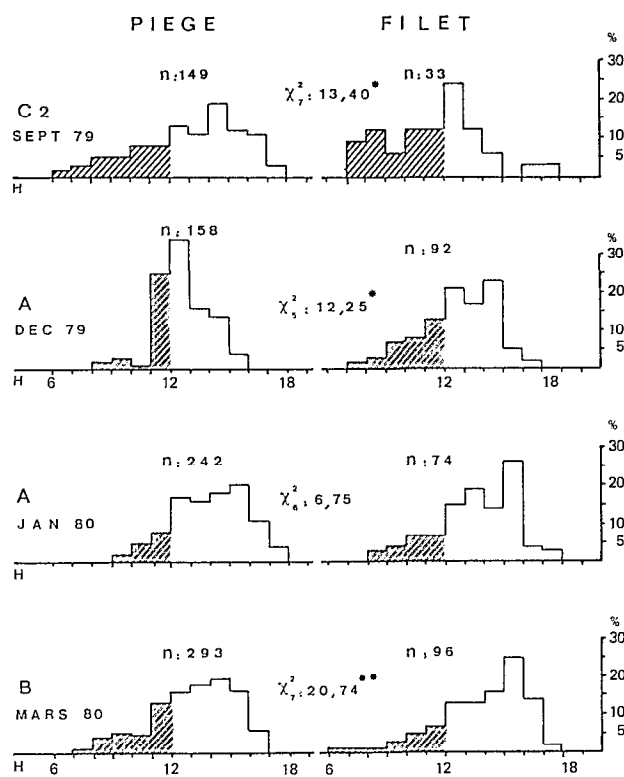 PIEGE FILET
%
n:149 χ²₇:13,40* n:33
30
20
10
5
C2
SEPT 79
H
n:158 n:92
%
30
20
10
5
A
DEC 79
χ²₅:12,25*
H 6 12 18 12 18
n:242 n:74
%
30
20
10
5
A
JAN 80
χ²₆:6,75
H
n:293 n;96
%
30
20
10
5
B
MARS 80
χ²₇:20,74**
H 6 12 18 6 12 18